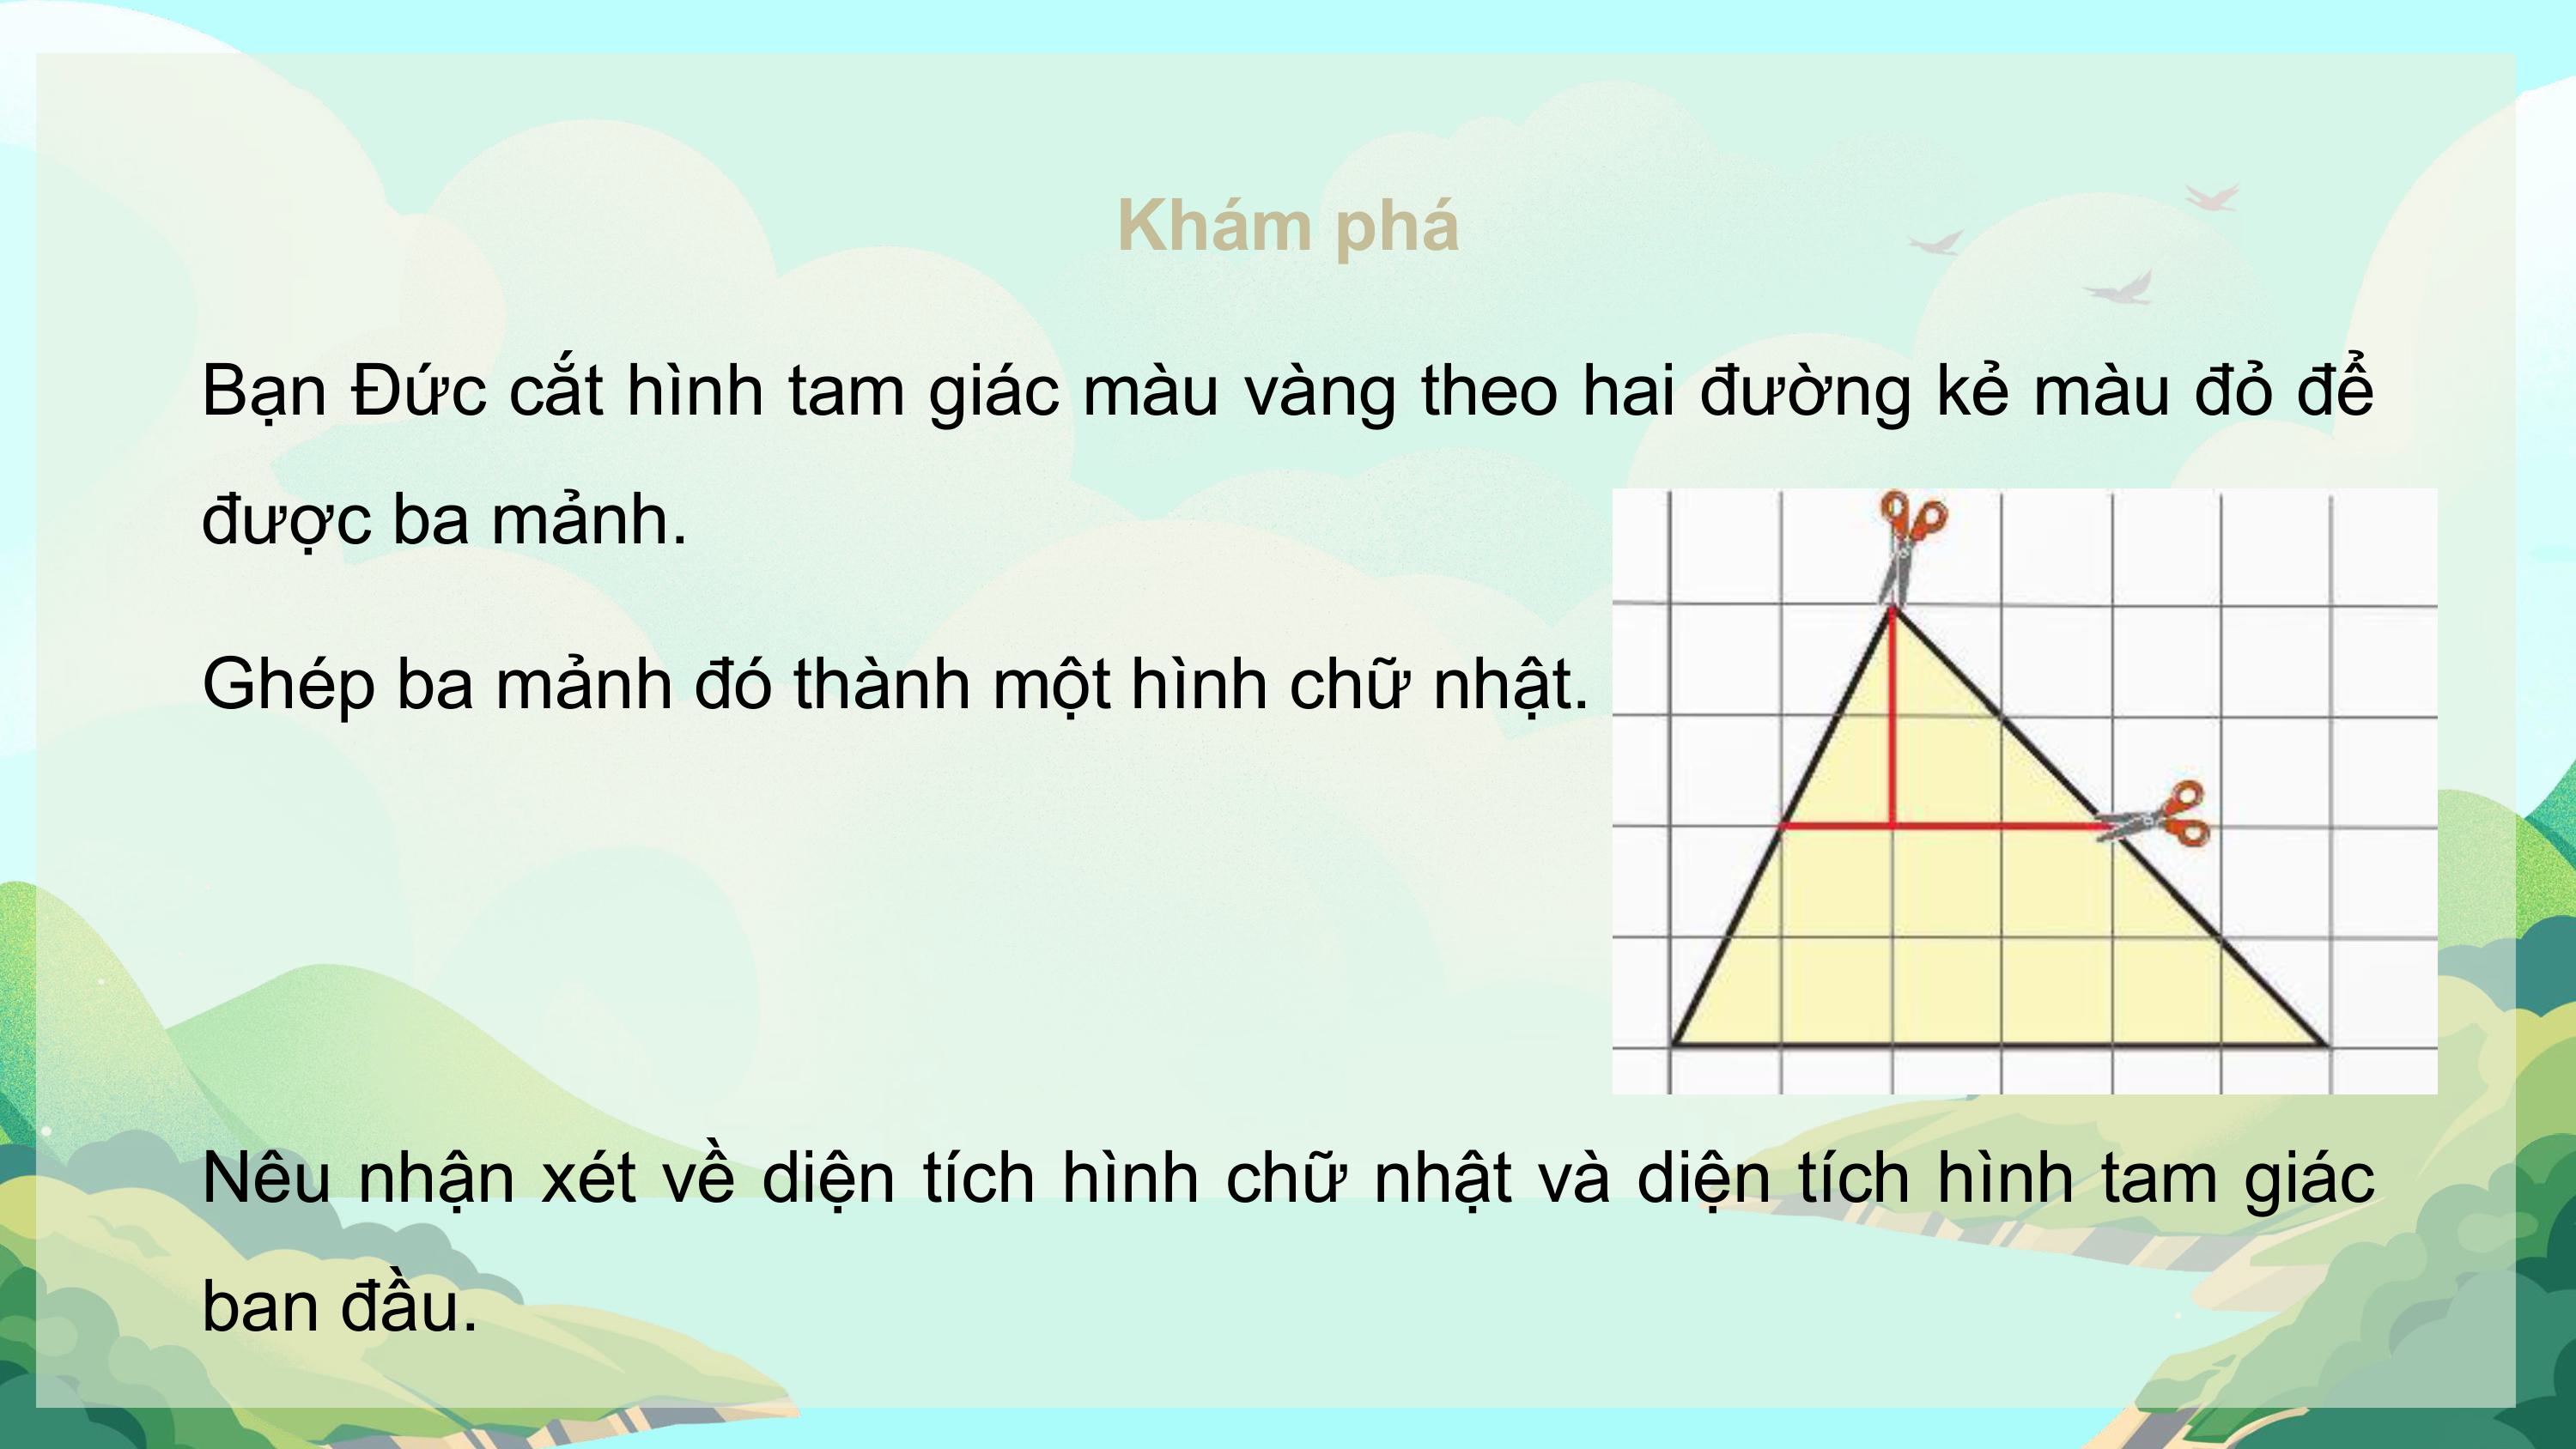 Khám phá
Bạn Đức cắt hình tam giác màu vàng theo hai đường kẻ màu đỏ để
được ba mảnh.
Ghép ba mảnh đó thành một hình chữ nhật.
Nêu nhận xét về diện tích hình chữ nhật và diện tích hình tam giác
ban đầu.